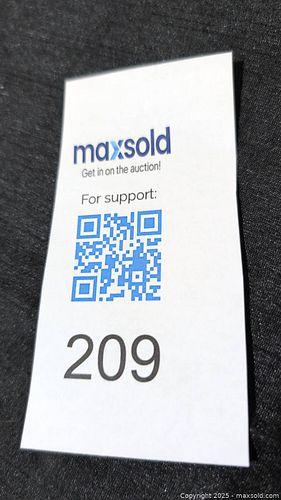 maxsold
Get in on the auction!
For support:
209
Copyright 2025 - maxsold.com